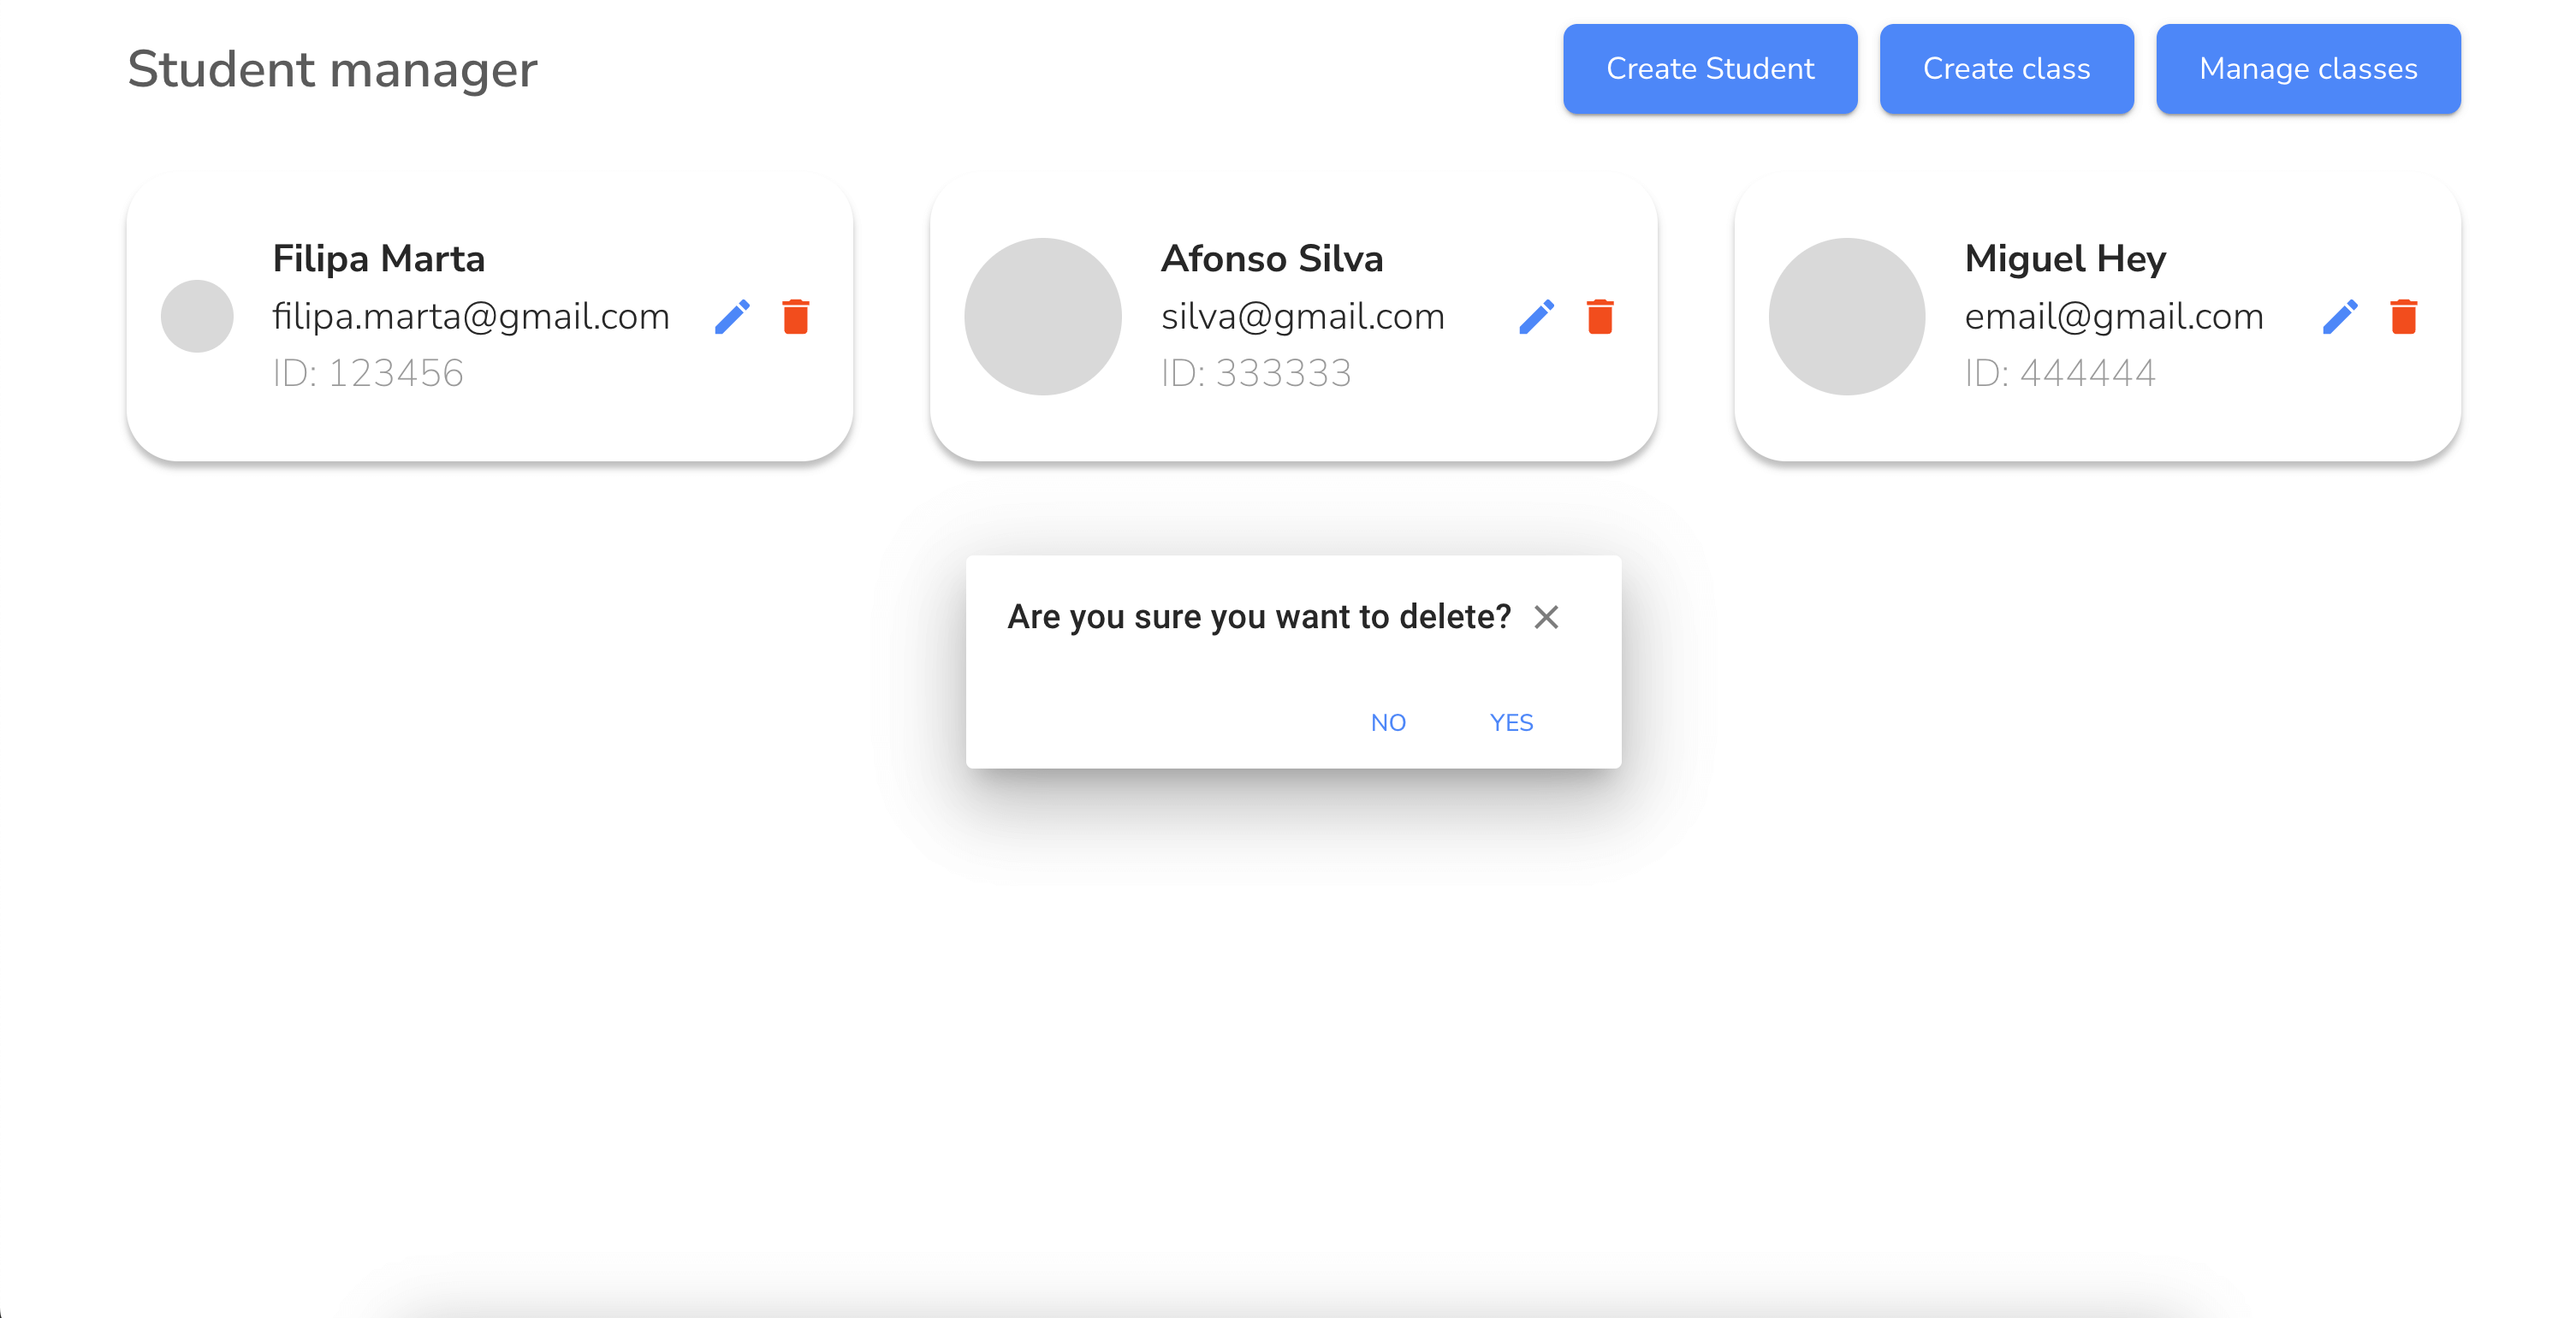 Student manager
Create Student
Create class
Manage classes
Filipa Marta
filipa.marta@gmail.com
ID: 123456
Afonso Silva
silva@gmail.com
ID: 333333
Miguel Hey
email@gmail.com
ID: 444444
Are you sure you want to delete?
NO
YES